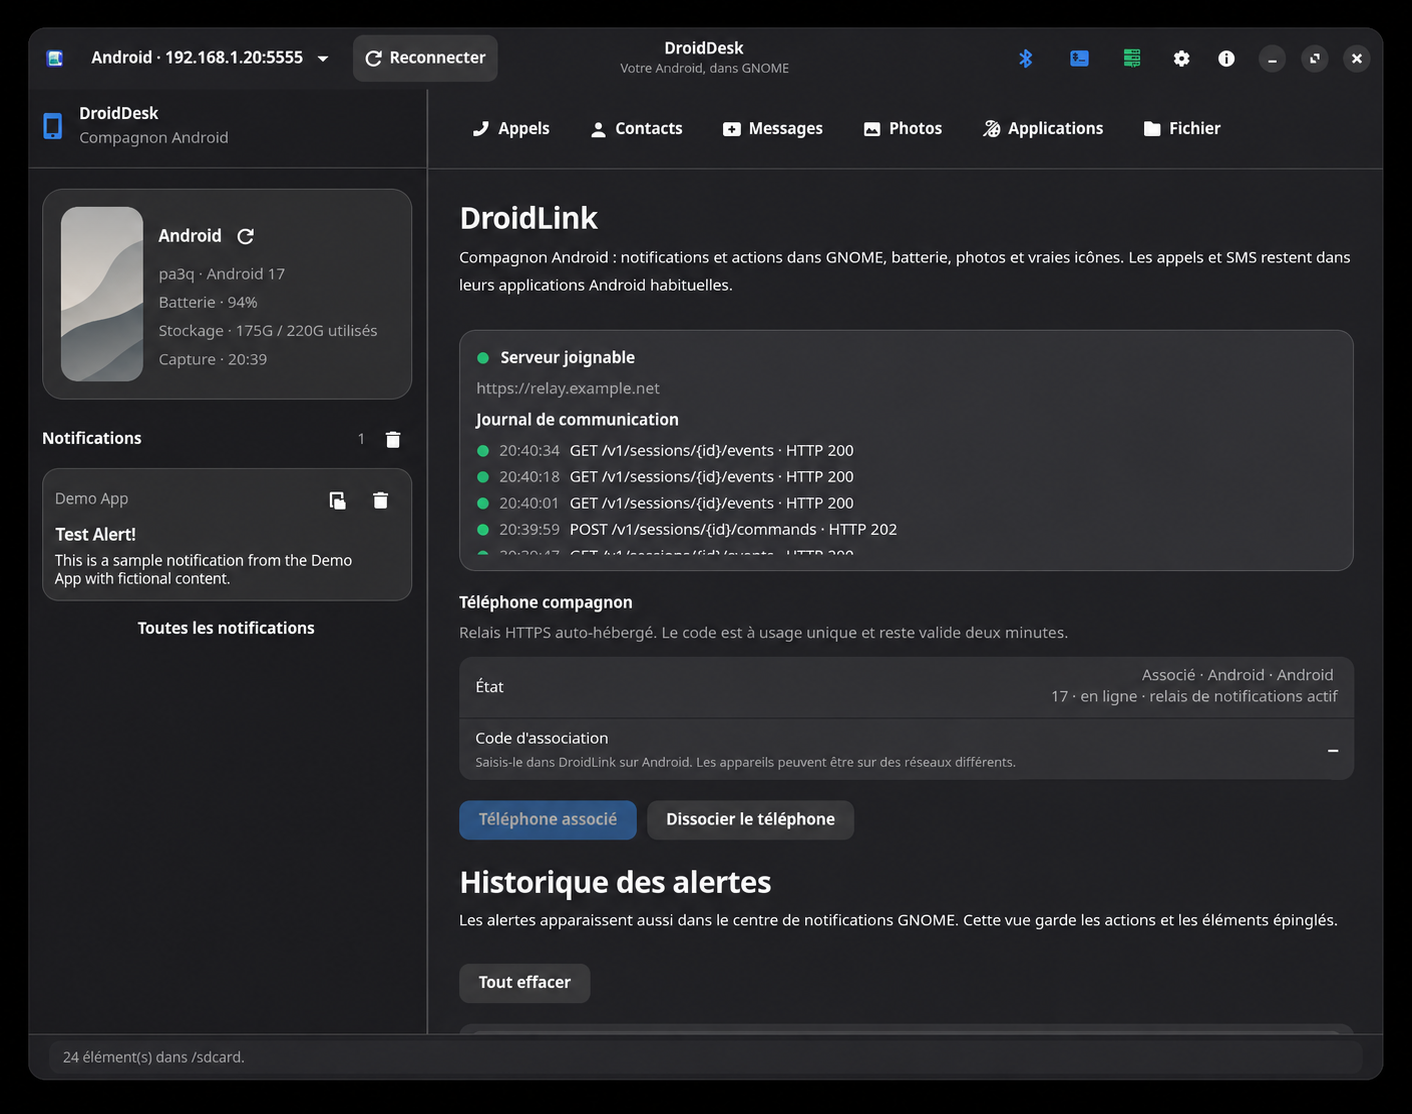 Android · 192.168.1.20:5555
Reconnecter
DroidDesk
Votre Android, dans GNOME
DroidDesk
Compagnon Android
Appels
Contacts
Messages
Photos
Applications
Fichier
Android
pa3q · Android 17
Batterie · 94%
Stockage · 175G / 220G utilisés
Capture · 20:39
Notifications
1
Demo App
Test Alert!
This is a sample notification from the Demo
App with fictional content.
Toutes les notifications
DroidLink
Compagnon Android : notifications et actions dans GNOME, batterie, photos et vraies icônes. Les appels et SMS restent dans
leurs applications Android habituelles.
Serveur joignable
https://relay.example.net
Journal de communication
20:40:34 GET /v1/sessions/{id}/events · HTTP 200
20:40:18 GET /v1/sessions/{id}/events · HTTP 200
20:40:01 GET /v1/sessions/{id}/events · HTTP 200
20:39:59 POST /v1/sessions/{id}/commands · HTTP 202
20:39:47 GET /v1/sessions/{id}/events · HTTP 200
Téléphone compagnon
Relais HTTPS auto-hébergé. Le code est à usage unique et reste valide deux minutes.
État
Associé · Android · Android
17 · en ligne · relais de notifications actif
Code d'association
Saisis-le dans DroidLink sur Android. Les appareils peuvent être sur des réseaux différents.
–
Téléphone associé
Dissocier le téléphone
Historique des alertes
Les alertes apparaissent aussi dans le centre de notifications GNOME. Cette vue garde les actions et les éléments épinglés.
Tout effacer
24 élément(s) dans /sdcard.